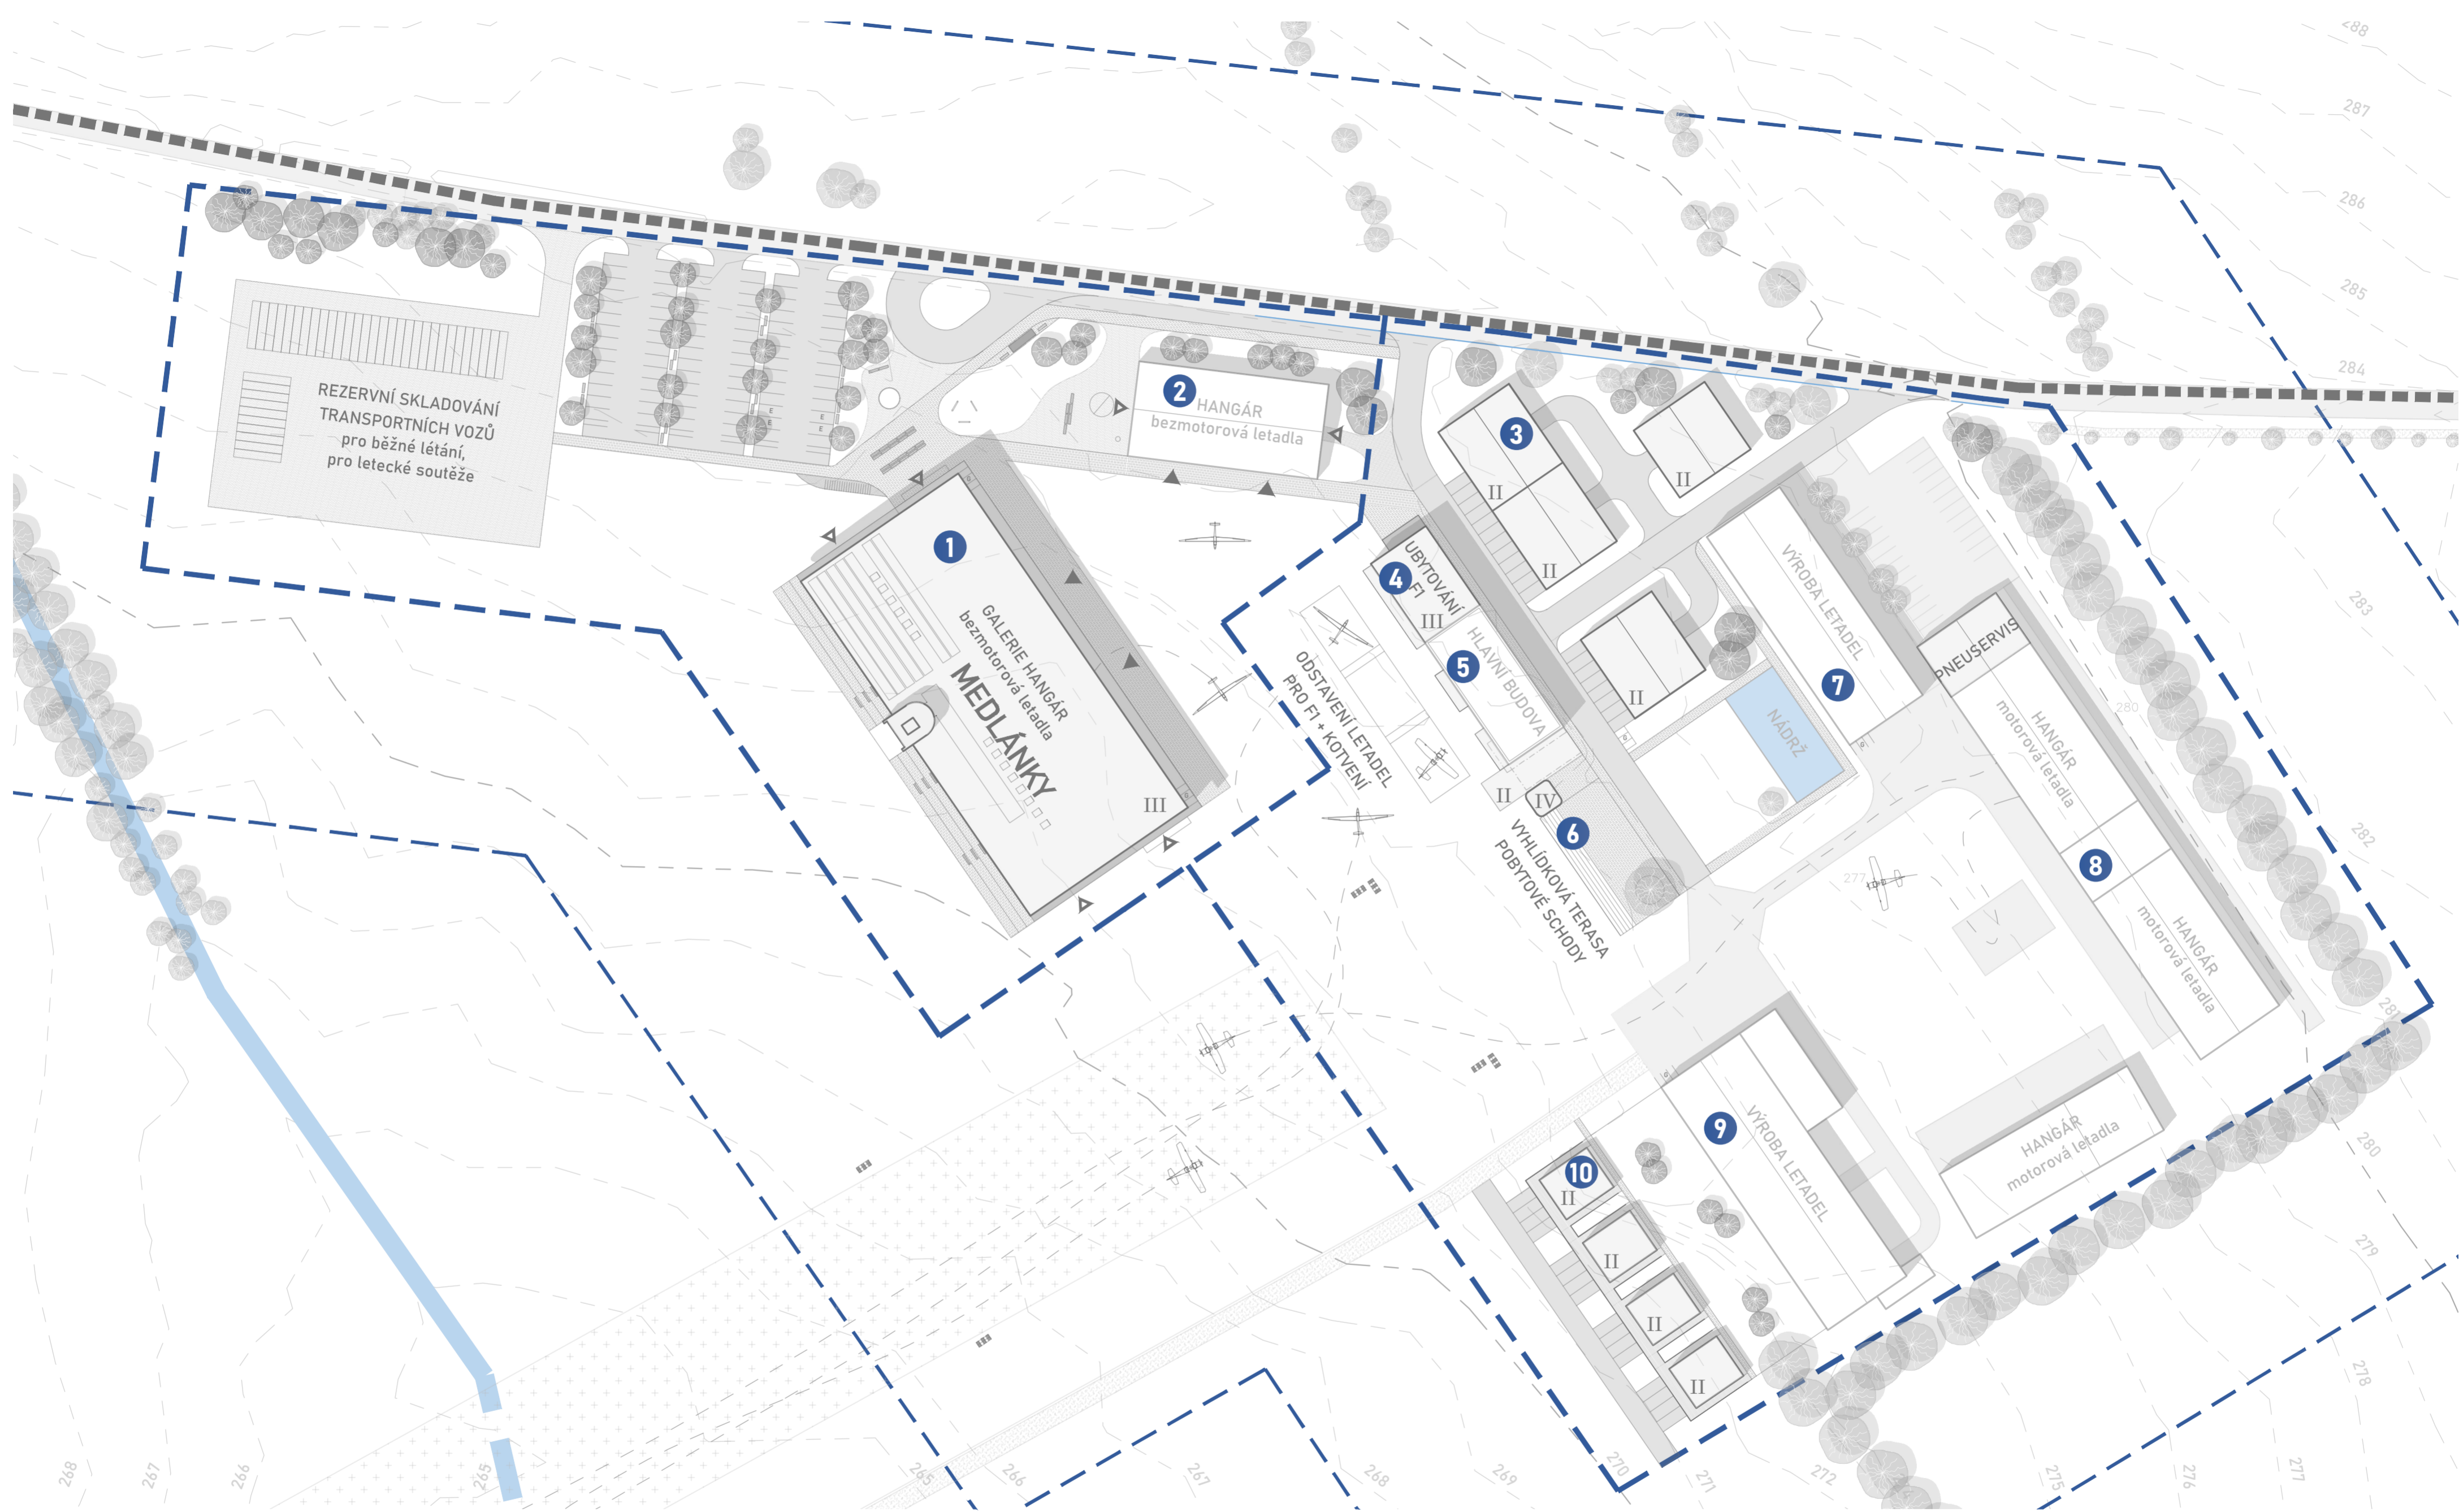 288
287
286
285
284
283
282
281
280
279
278
REZERVNÍ SKLADOVÁNÍ
TRANSPORTNÍCH VOZŮ
pro běžné létání,
pro letecké soutěže
E
E
E
E
1
GALERIE HANGÁR
bezmotorová letadla
MEDLÁNKY
III
2
HANGÁR
bezmotorová letadla
3
II
II
II
II
4
UBYTOVÁNÍ
F1
III
5
HLAVNÍ BUDOVA
ODSTAVENÍ LETADEL
PRO F1 + KOTVENÍ
II
IV
6
VYHLÍDKOVÁ TERASA
POBYTOVÉ SCHODY
7
VÝROBA LETADEL
NÁDRŽ
PNEUSERVIS
280
HANGÁR
motorová letadla
8
HANGÁR
motorová letadla
277
9
VÝROBA LETADEL
HANGÁR
motorová letadla
10
II
II
II
II
268
267
266
265
265
266
267
268
269
270
271
272
275
276
277